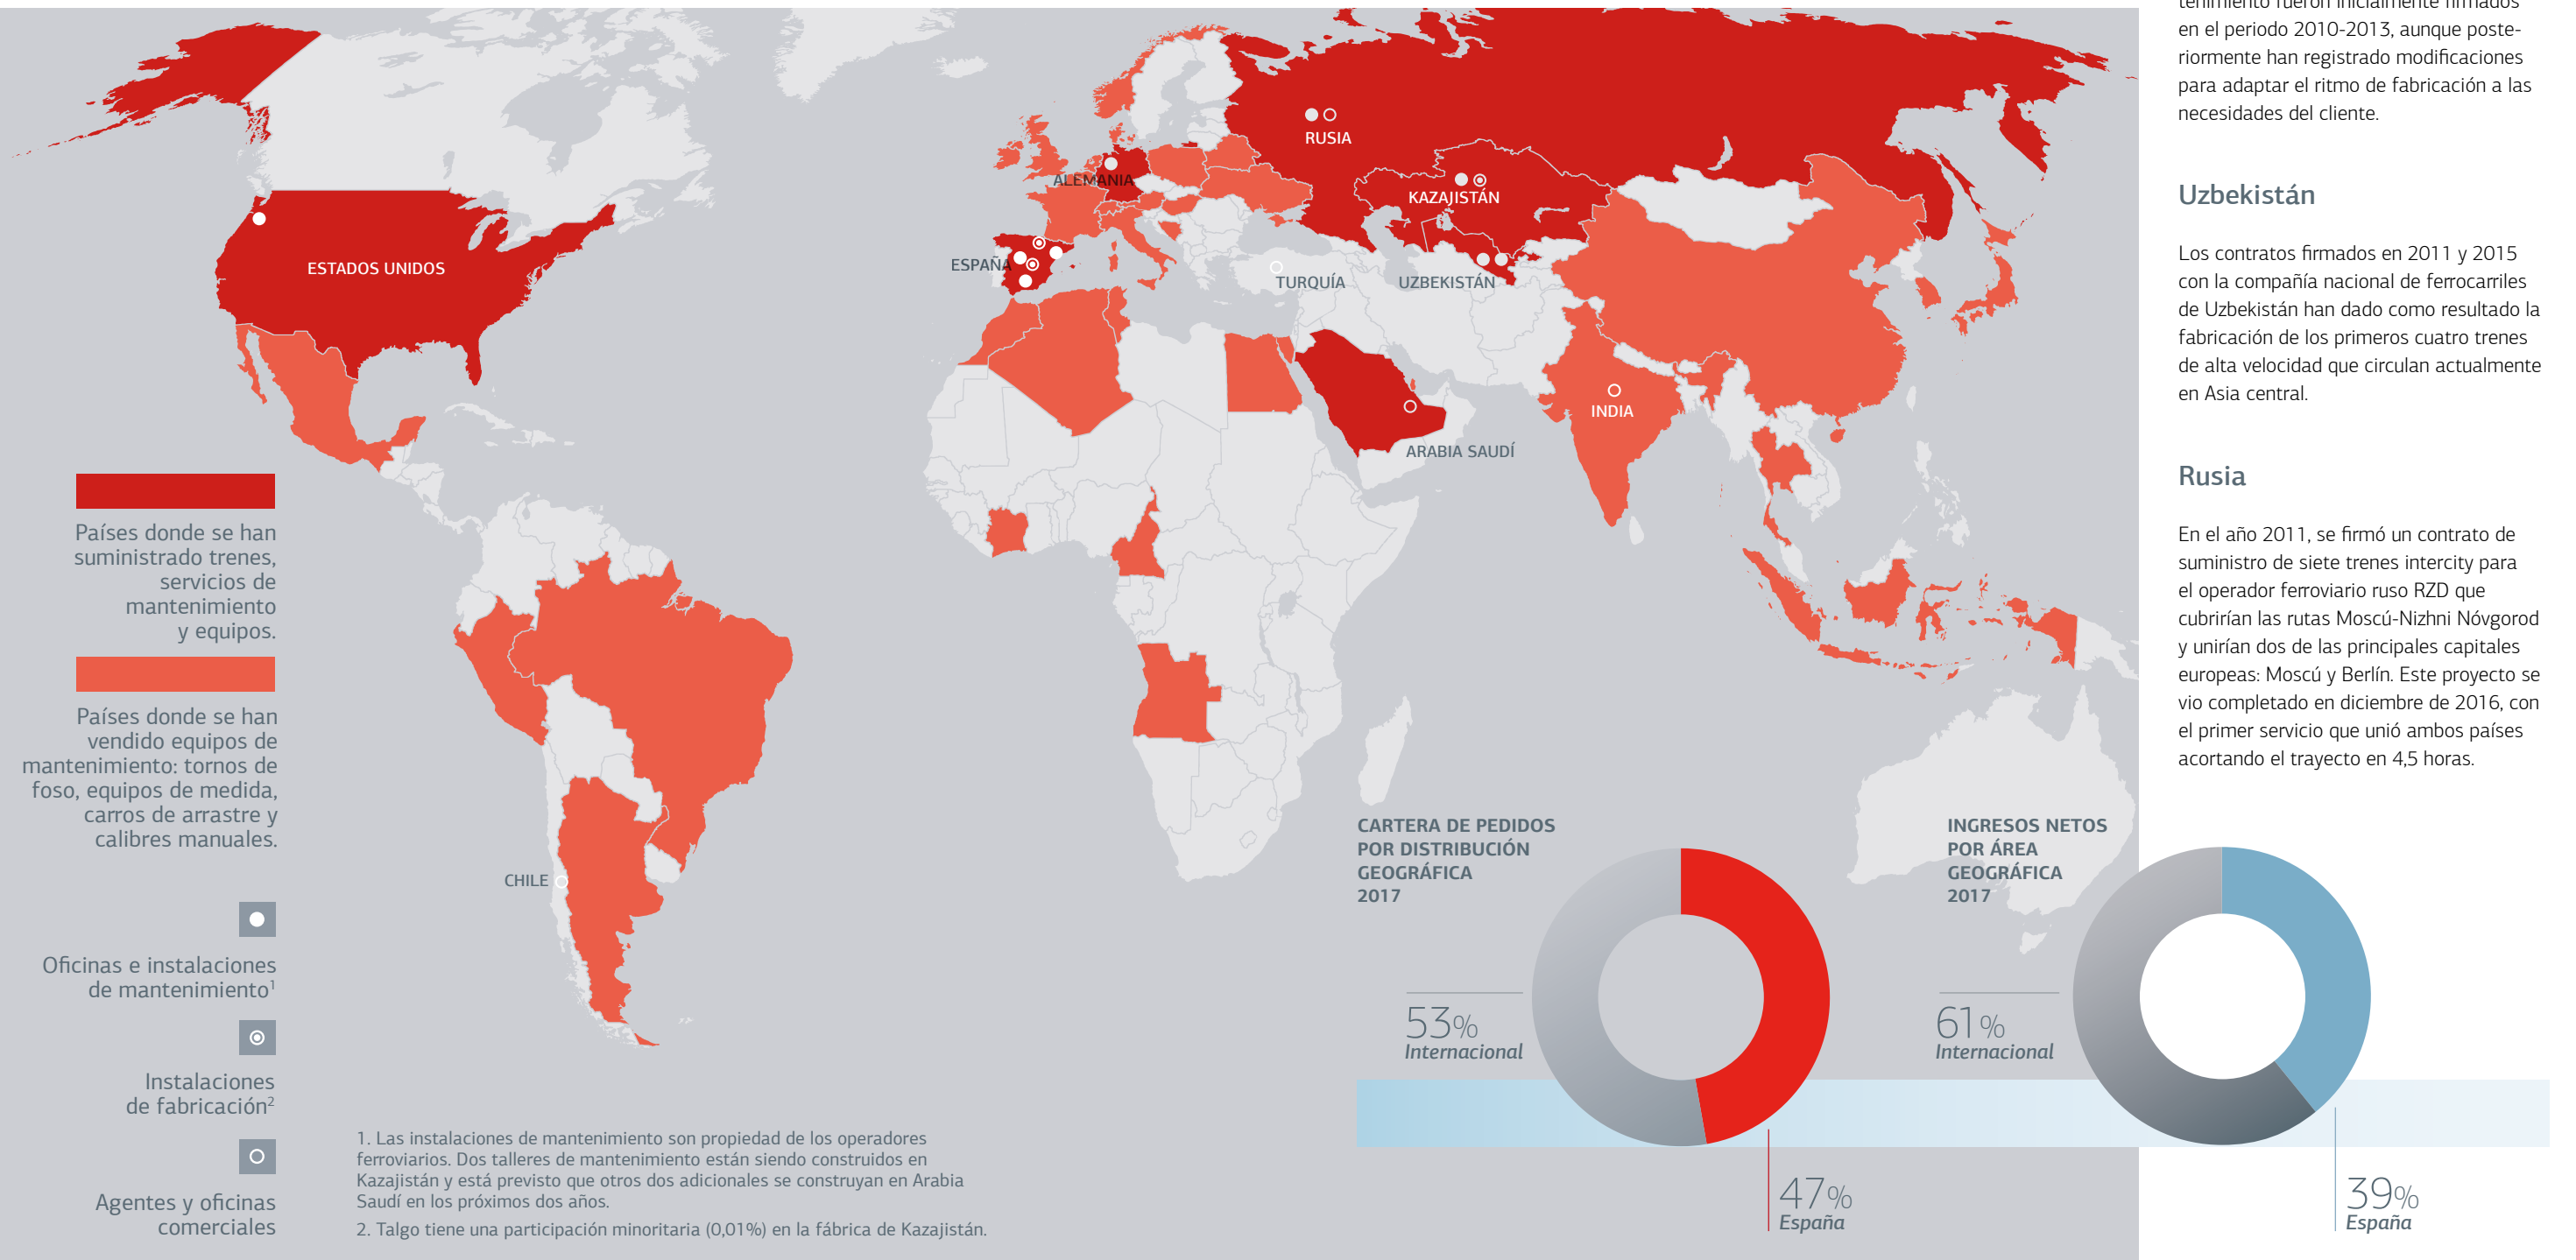 RUSIA
ALEMANIA
KAZAJISTÁN
ESTADOS UNIDOS
ESPAÑA
TURQUÍA
UZBEKISTÁN
INDIA
ARABIA SAUDÍ
CHILE
Países donde se han
suministrado trenes,
servicios de
mantenimiento
y equipos.
Países donde se han
vendido equipos de
mantenimiento: tornos de
foso, equipos de medida,
carros de arrastre y
calibres manuales.
Oficinas e instalaciones
de mantenimiento1
Instalaciones
de fabricación2
Agentes y oficinas
comerciales
1. Las instalaciones de mantenimiento son propiedad de los operadores
ferroviarios. Dos talleres de mantenimiento están siendo construidos en
Kazajistán y está previsto que otros dos adicionales se construyan en Arabia
Saudí en los próximos dos años.
2. Talgo tiene una participación minoritaria (0,01%) en la fábrica de Kazajistán.
CARTERA DE PEDIDOS
POR DISTRIBUCIÓN
GEOGRÁFICA
2017
53%
Internacional
47%
España
INGRESOS NETOS
POR ÁREA
GEOGRÁFICA
2017
61%
Internacional
39%
España
tenimiento fueron inicialmente firmados
en el periodo 2010-2013, aunque poste-
riormente han registrado modificaciones
para adaptar el ritmo de fabricación a las
necesidades del cliente.
Uzbekistán
Los contratos firmados en 2011 y 2015
con la compañía nacional de ferrocarriles
de Uzbekistán han dado como resultado la
fabricación de los primeros cuatro trenes
de alta velocidad que circulan actualmente
en Asia central.
Rusia
En el año 2011, se firmó un contrato de
suministro de siete trenes intercity para
el operador ferroviario ruso RZD que
cubrirían las rutas Moscú-Nizhni Nóvgorod
y unirían dos de las principales capitales
europeas: Moscú y Berlín. Este proyecto se
vio completado en diciembre de 2016, con
el primer servicio que unió ambos países
acortando el trayecto en 4,5 horas.